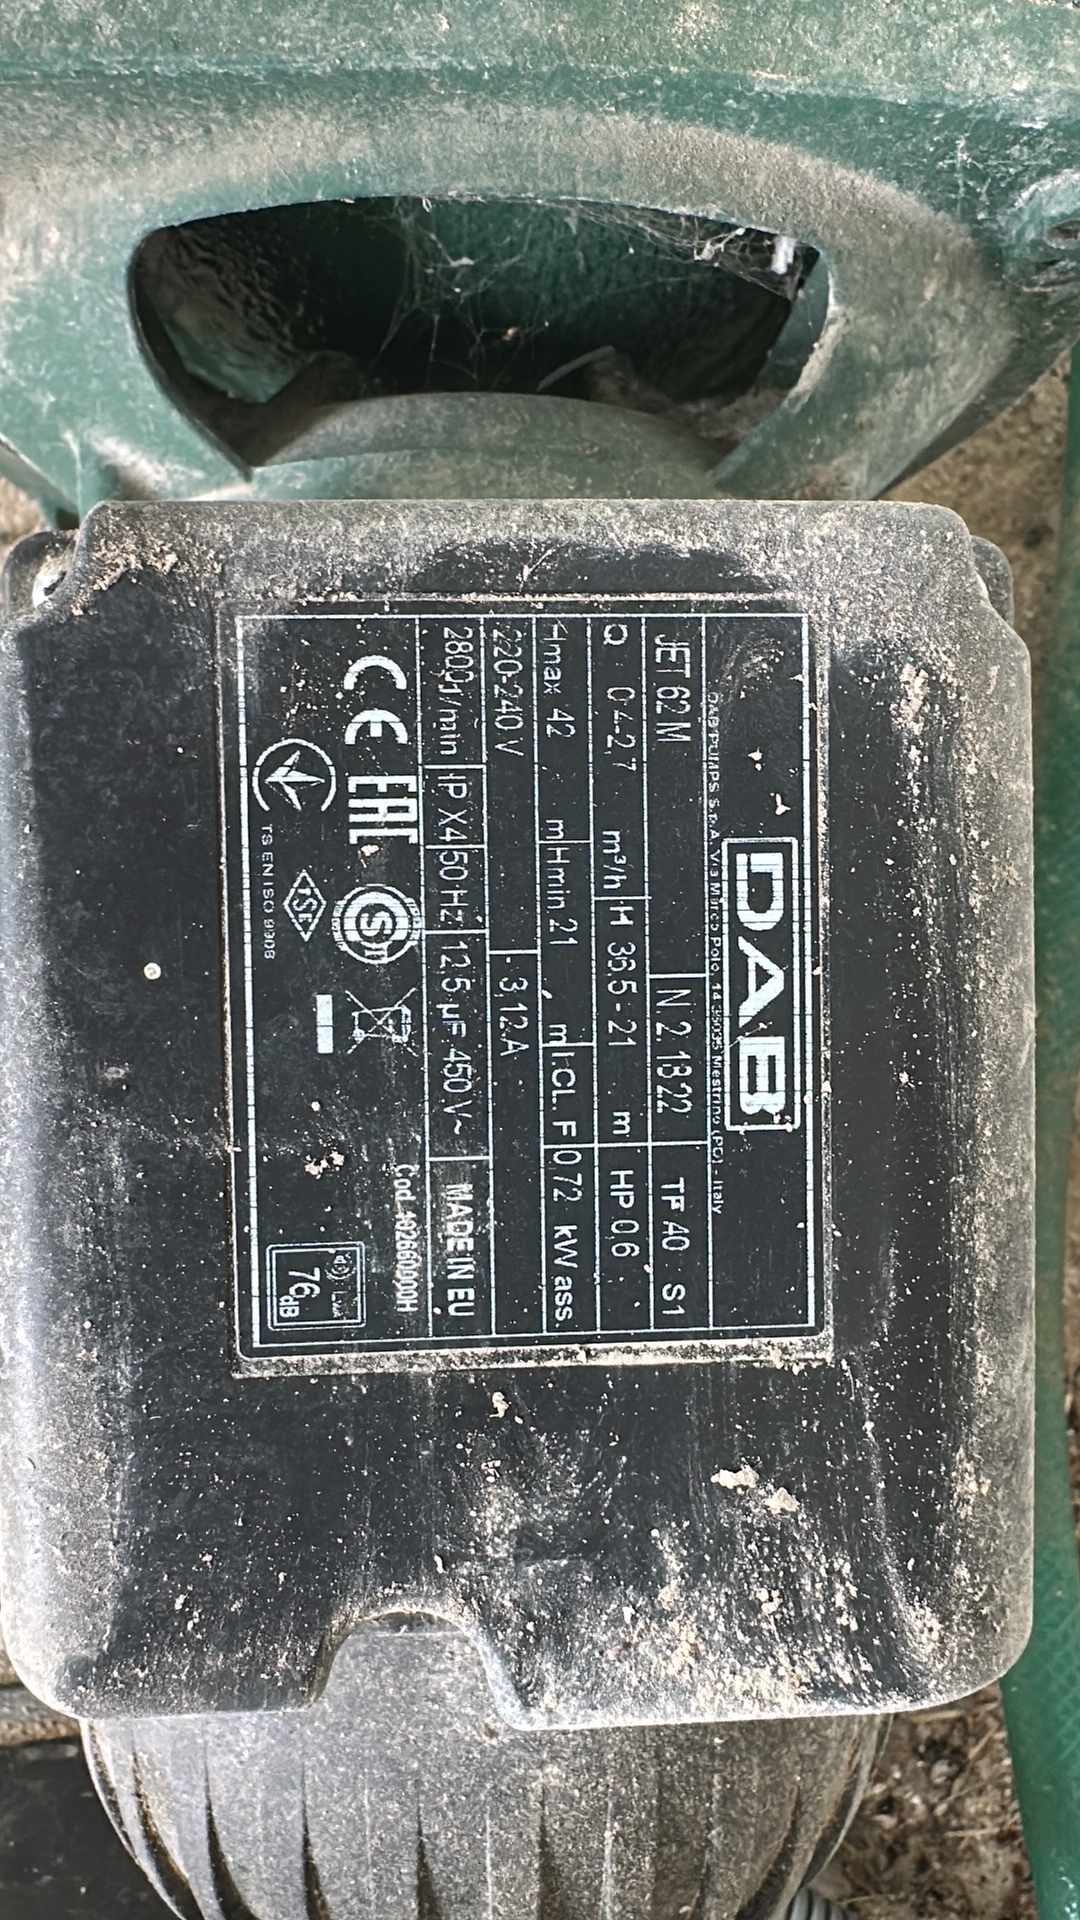 DAB
DAB PUMPS S.p.A. Via Marco Polo, 14 35035 Mestrino (PD) - Italy
JET 62 M N. 2.1322 TF 40 S1
Q 0.4-2,7 m³/h H 36.5 - 21 m HP 0,6
Hmax 42 m Hmin 21 m I.CL. F 0,72 kW ass.
220-240 V - 3,12 A
2800 1/min IP X4 50 Hz 12.5 µF 450 V~ MADE IN EU
CE EAC Cod.
TSE
TS EN ISO 9908
76 dB